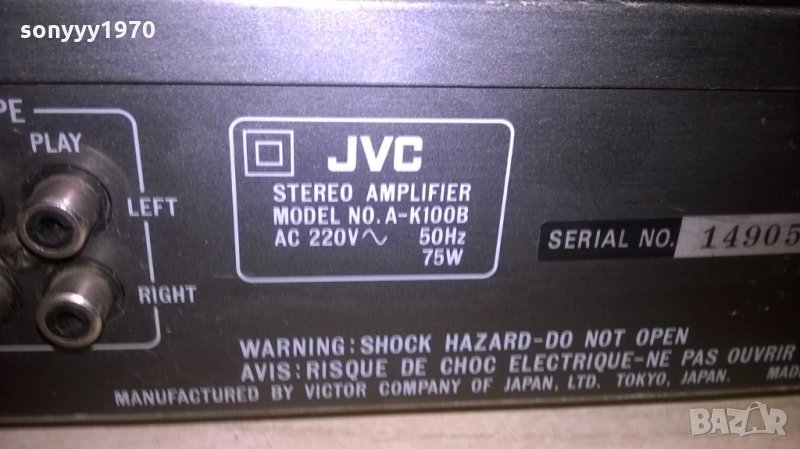 sonyyy1970
PLAY
LEFT
RIGHT
JVC
STEREO AMPLIFIER
MODEL NO. A-K100B
AC 220V∿ 50Hz
75W
SERIAL NO. 14905
WARNING: SHOCK HAZARD-DO NOT OPEN
AVIS: RISQUE DE CHOC ELECTRIQUE-NE PAS OUVRIR
MANUFACTURED BY VICTOR COMPANY OF JAPAN, LTD. TOKYO, JAPAN.
BAZAR